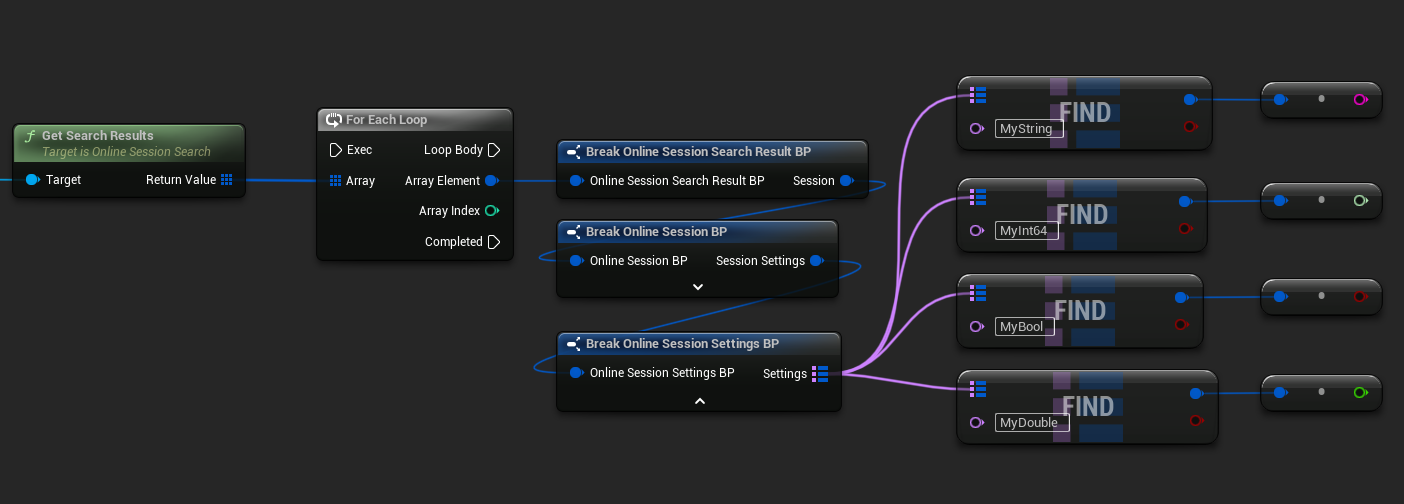 Get Search Results
Target is Online Session Search
Target
Return Value
For Each Loop
Exec
Loop Body
Array
Array Element
Array Index
Completed
Break Online Session Search Result BP
Online Session Search Result BP
Session
Break Online Session BP
Online Session BP
Session Settings
Break Online Session Settings BP
Online Session Settings BP
Settings
FIND
MyString
FIND
MyInt64
FIND
MyBool
FIND
MyDouble